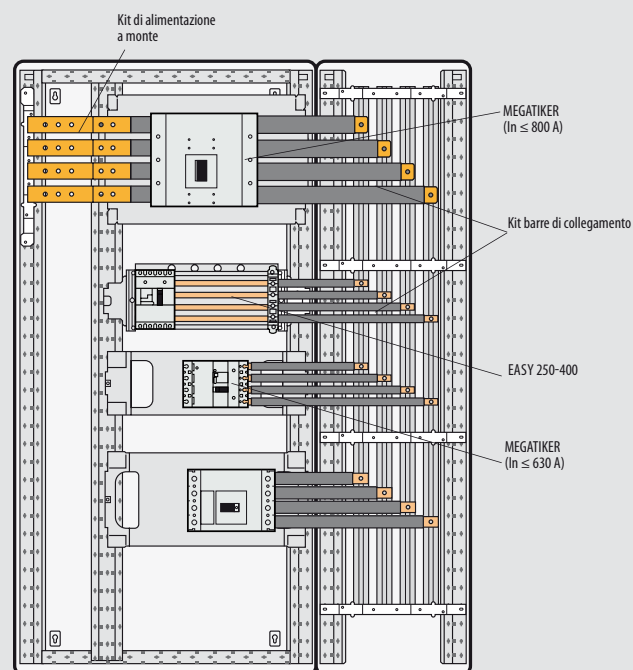 Kit di alimentazione
a monte
MEGATIKER
(In ≤ 800 A)
Kit barre di collegamento
EASY 250-400
MEGATIKER
(In ≤ 630 A)